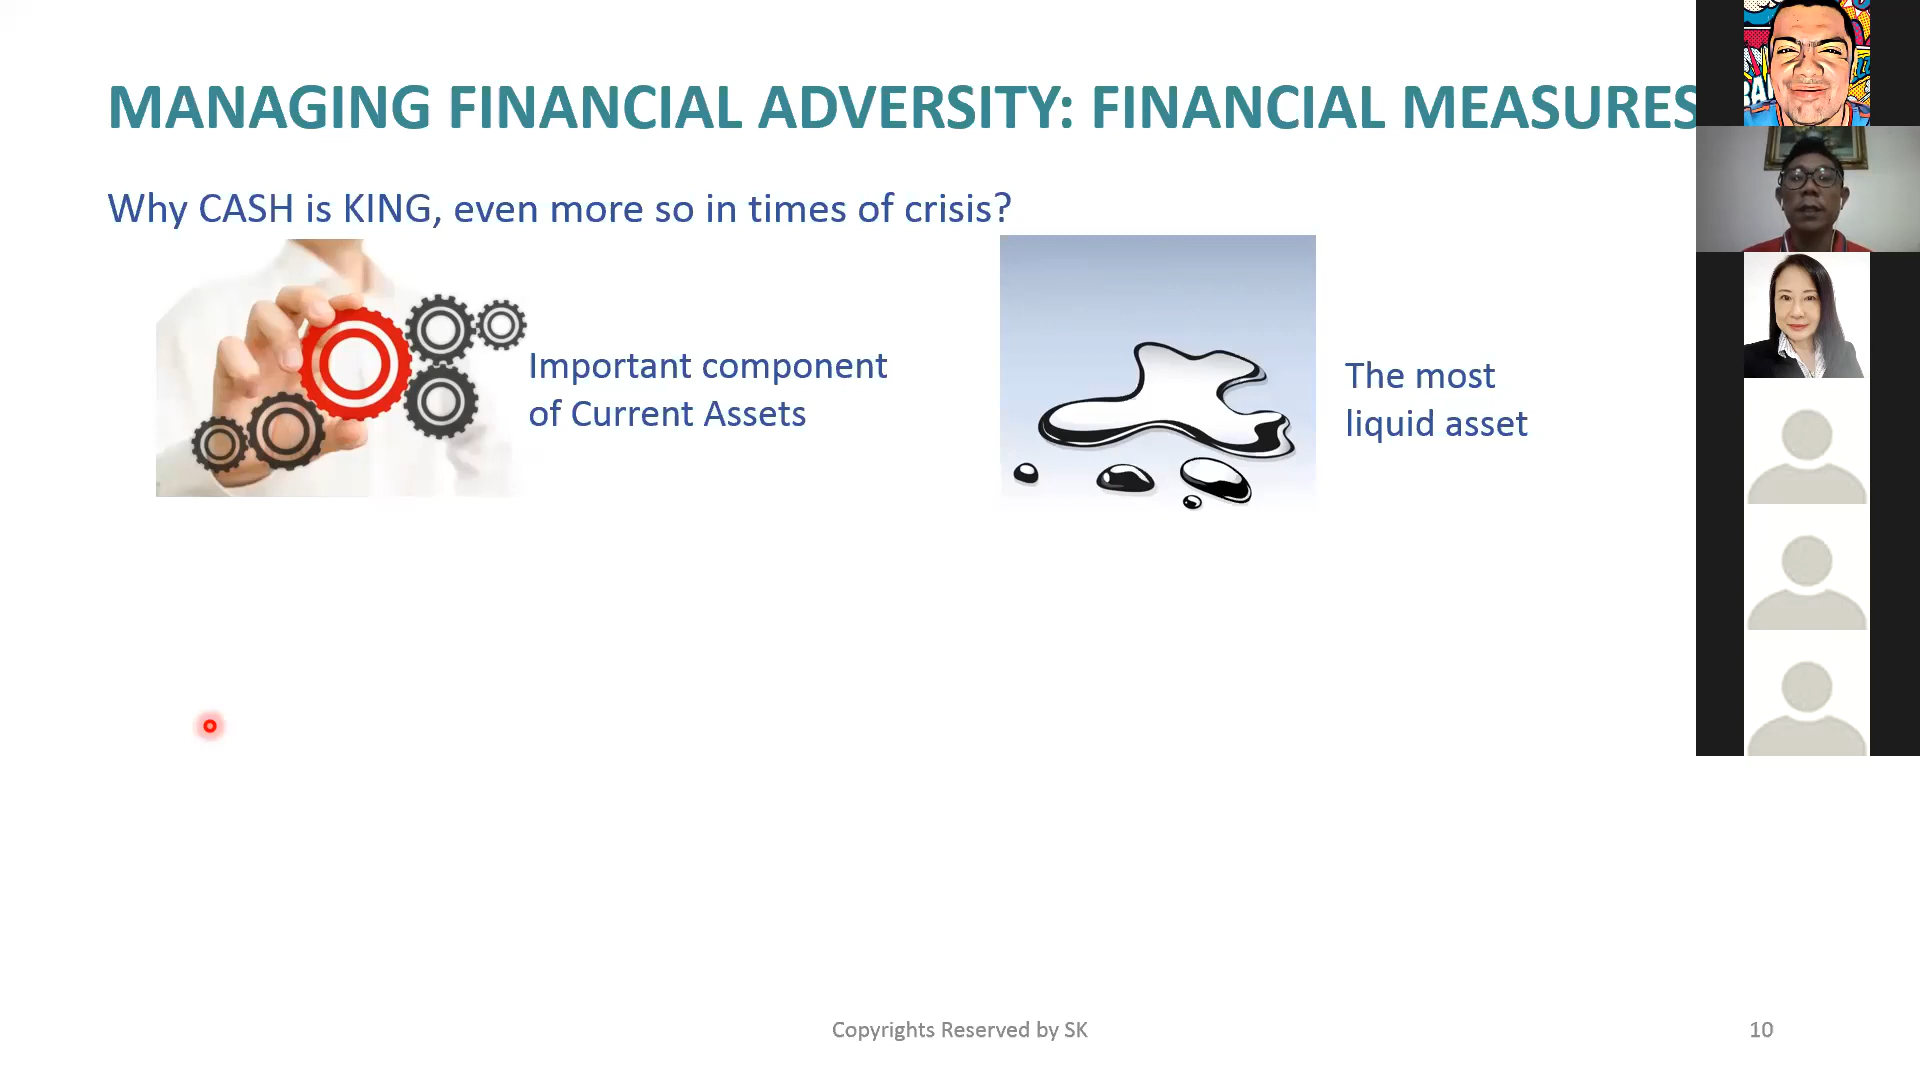 MANAGING FINANCIAL ADVERSITY: FINANCIAL MEASURES
Why CASH is KING, even more so in times of crisis?
Important component
of Current Assets
The most
liquid asset
Copyrights Reserved by SK
10